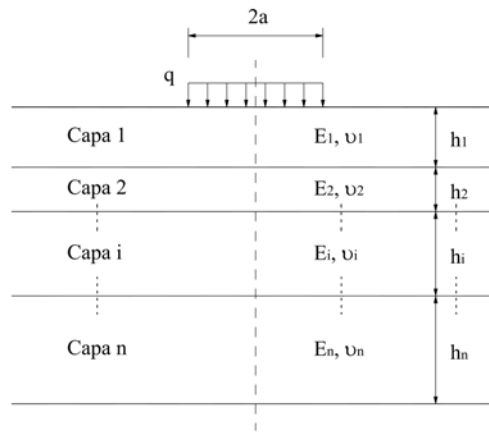 2a
q
Capa 1 E1, υ1 h1
Capa 2 E2, υ2 h2
Capa i Ei, υi hi
Capa n En, υn hn